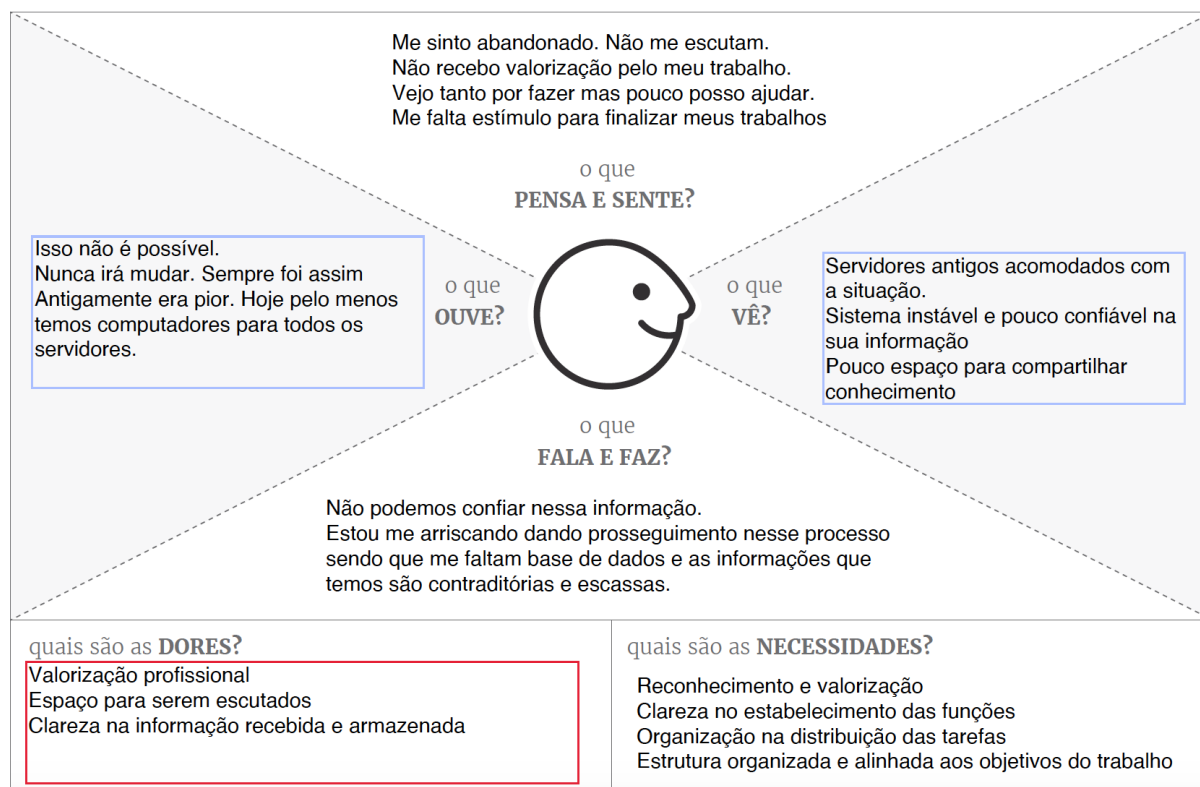 Me sinto abandonado. Não me escutam.
Não recebo valorização pelo meu trabalho.
Vejo tanto por fazer mas pouco posso ajudar.
Me falta estímulo para finalizar meus trabalhos
o que
PENSA E SENTE?
Isso não é possível.
Nunca irá mudar. Sempre foi assim
Antigamente era pior. Hoje pelo menos
temos computadores para todos os
servidores.
o que
OUVE?
o que
VÊ?
Servidores antigos acomodados com
a situação.
Sistema instável e pouco confiável na
sua informação
Pouco espaço para compartilhar
conhecimento
o que
FALA E FAZ?
Não podemos confiar nessa informação.
Estou me arriscando dando prosseguimento nesse processo
sendo que me faltam base de dados e as informações que
temos são contraditórias e escassas.
quais são as DORES?
Valorização profissional
Espaço para serem escutados
Clareza na informação recebida e armazenada
quais são as NECESSIDADES?
Reconhecimento e valorização
Clareza no estabelecimento das funções
Organização na distribuição das tarefas
Estrutura organizada e alinhada aos objetivos do trabalho